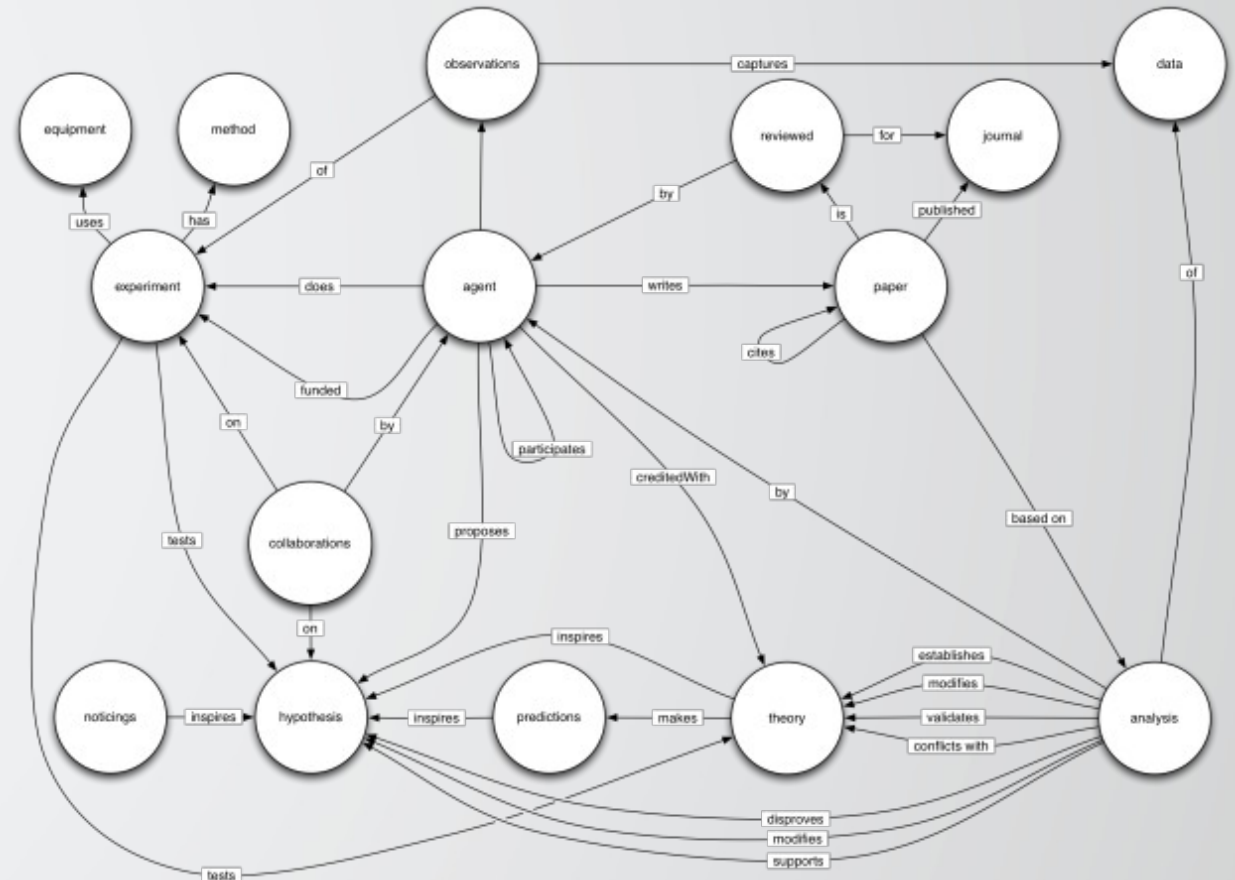 observations
captures
data
equipment
method
reviewed
for
journal
of
by
uses
has
is
published
of
experiment
does
agent
writes
paper
cites
funded
on
by
participates
creditedWith
by
based on
proposes
tests
collaborations
on
inspires
establishes
modifies
noticings
inspires
hypothesis
inspires
predictions
makes
theory
validates
analysis
conflicts with
disproves
modifies
supports
tests